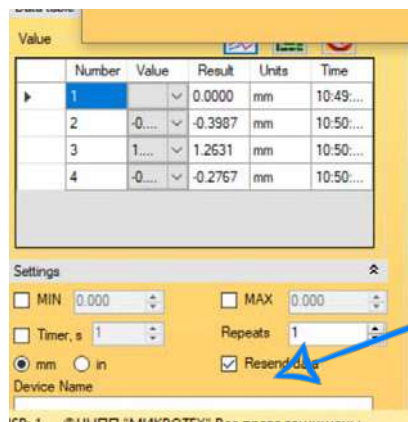 Data table
Value
Number Value Result Units Time
1 0.0000 mm 10:49:...
2 -0.... -0.3987 mm 10:50:...
3 1.... 1.2631 mm 10:50:...
4 -0.... -0.2767 mm 10:50:...
Settings
MIN 0.000 MAX 0.000
Timer, s 1 Repeats 1
mm in Resend data
Device Name